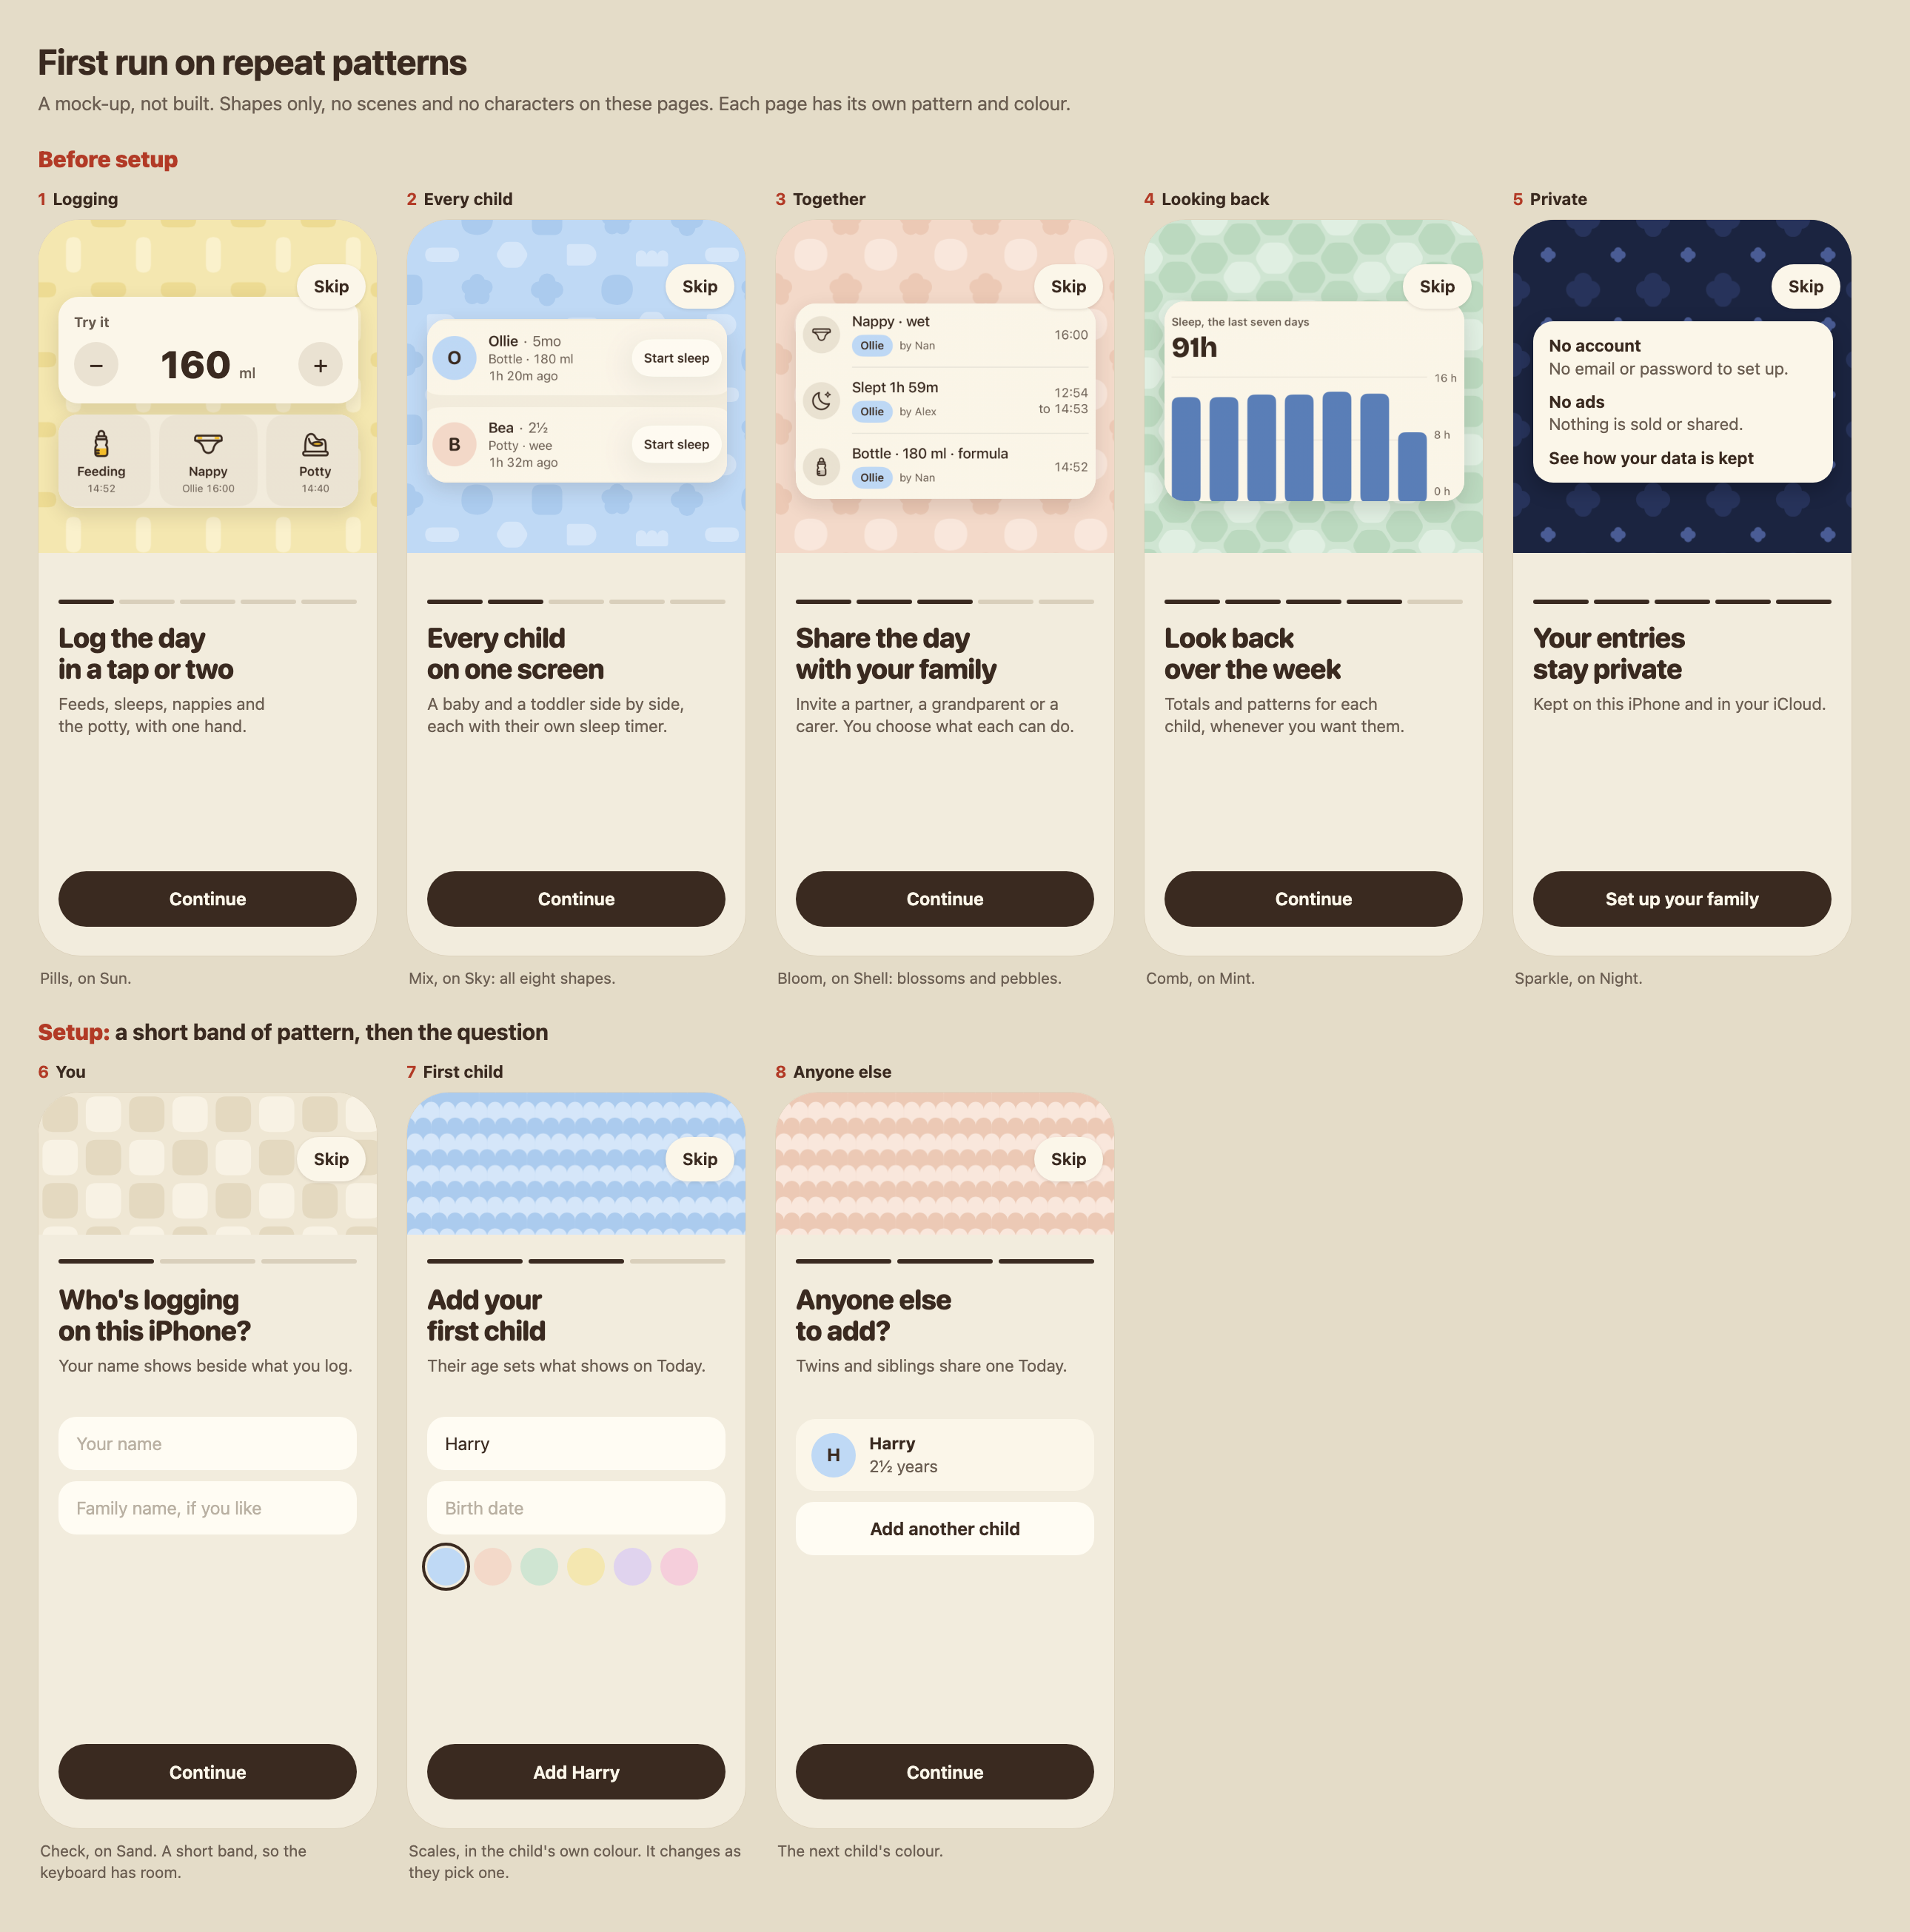 First run on repeat patterns
A mock-up, not built. Shapes only, no scenes and no characters on these pages. Each page has its own pattern and colour.
Before setup
1 Logging
Skip
Try it
− 160 ml +
Feeding
14:52
Nappy
Ollie 16:00
Potty
14:40
Log the day
in a tap or two
Feeds, sleeps, nappies and
the potty, with one hand.
Continue
Pills, on Sun.
2 Every child
Skip
O
Ollie · 5mo
Bottle · 180 ml
1h 20m ago
Start sleep
B
Bea · 2½
Potty · wee
1h 32m ago
Start sleep
Every child
on one screen
A baby and a toddler side by side,
each with their own sleep timer.
Continue
Mix, on Sky: all eight shapes.
3 Together
Skip
Nappy · wet
Ollie by Nan
16:00
Slept 1h 59m
Ollie by Alex
12:54
to 14:53
Bottle · 180 ml · formula
Ollie by Nan
14:52
Share the day
with your family
Invite a partner, a grandparent or a
carer. You choose what each can do.
Continue
Bloom, on Shell: blossoms and pebbles.
4 Looking back
Skip
Sleep, the last seven days
91h
16 h
8 h
0 h
Look back
over the week
Totals and patterns for each
child, whenever you want them.
Continue
Comb, on Mint.
5 Private
Skip
No account
No email or password to set up.
No ads
Nothing is sold or shared.
See how your data is kept
Your entries
stay private
Kept on this iPhone and in your iCloud.
Set up your family
Sparkle, on Night.
Setup: a short band of pattern, then the question
6 You
Skip
Who's logging
on this iPhone?
Your name shows beside what you log.
Your name
Family name, if you like
Continue
Check, on Sand. A short band, so the
keyboard has room.
7 First child
Skip
Add your
first child
Their age sets what shows on Today.
Harry
Birth date
Add Harry
Scales, in the child's own colour. It changes as
they pick one.
8 Anyone else
Skip
Anyone else
to add?
Twins and siblings share one Today.
H
Harry
2½ years
Add another child
Continue
The next child's colour.